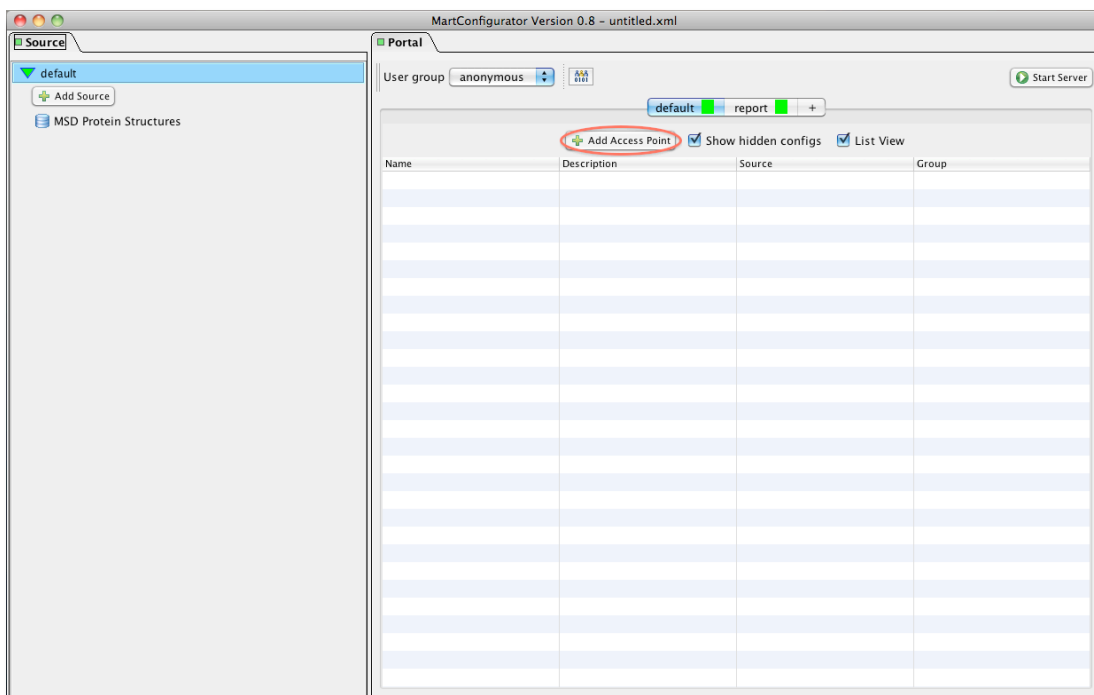 MartConfigurator Version 0.8 – untitled.xml
Source
Portal
default
Add Source
MSD Protein Structures
User group anonymous
Start Server
default report +
Add Access Point Show hidden configs List View
Name Description Source Group